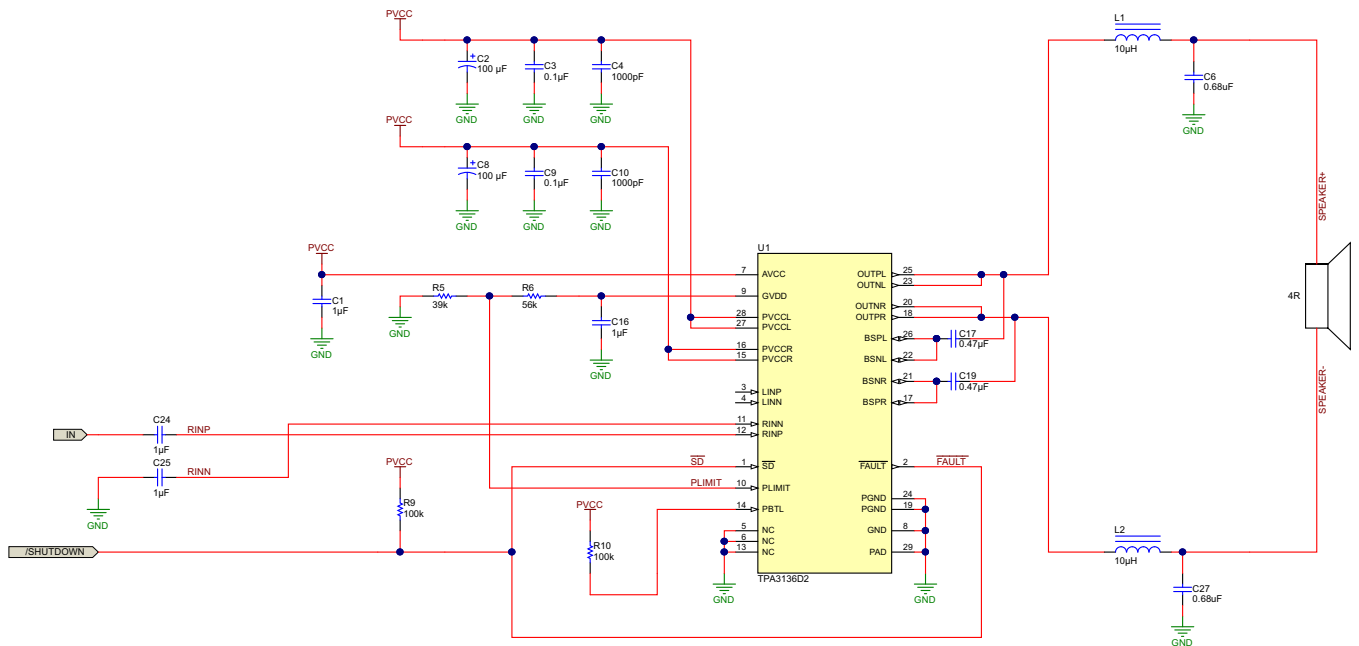 PVCC
C2
100 µF
C3
0.1µF
C4
1000pF
GND
GND
GND
PVCC
C8
100 µF
C9
0.1µF
C10
1000pF
GND
GND
GND
L1
10µH
C6
0.68uF
GND
SPEAKER+
4R
SPEAKER-
PVCC
C1
1µF
GND
R5
39k
R6
56k
GND
C16
1µF
GND
U1
7 AVCC
9 GVDD
28 PVCCL
27 PVCCL
16 PVCCR
15 PVCCR
3 LINP
4 LINN
11 RINN
12 RINP
1 SD
10 PLIMIT
14 PBTL
5 NC
6 NC
13 NC
OUTPL 25
OUTNL 23
OUTNR 20
OUTPR 18
BSPL 26
BSNL 22
BSNR 21
BSPR 17
FAULT 2
PGND 24
PGND 19
GND 8
PAD 29
TPA3136D2
C17
0.47µF
C19
0.47µF
FAULT
IN
C24
1µF
RINP
C25
1µF
RINN
GND
SD
PLIMIT
PVCC
R9
100k
/SHUTDOWN
PVCC
R10
100k
GND
GND
L2
10µH
C27
0.68uF
GND